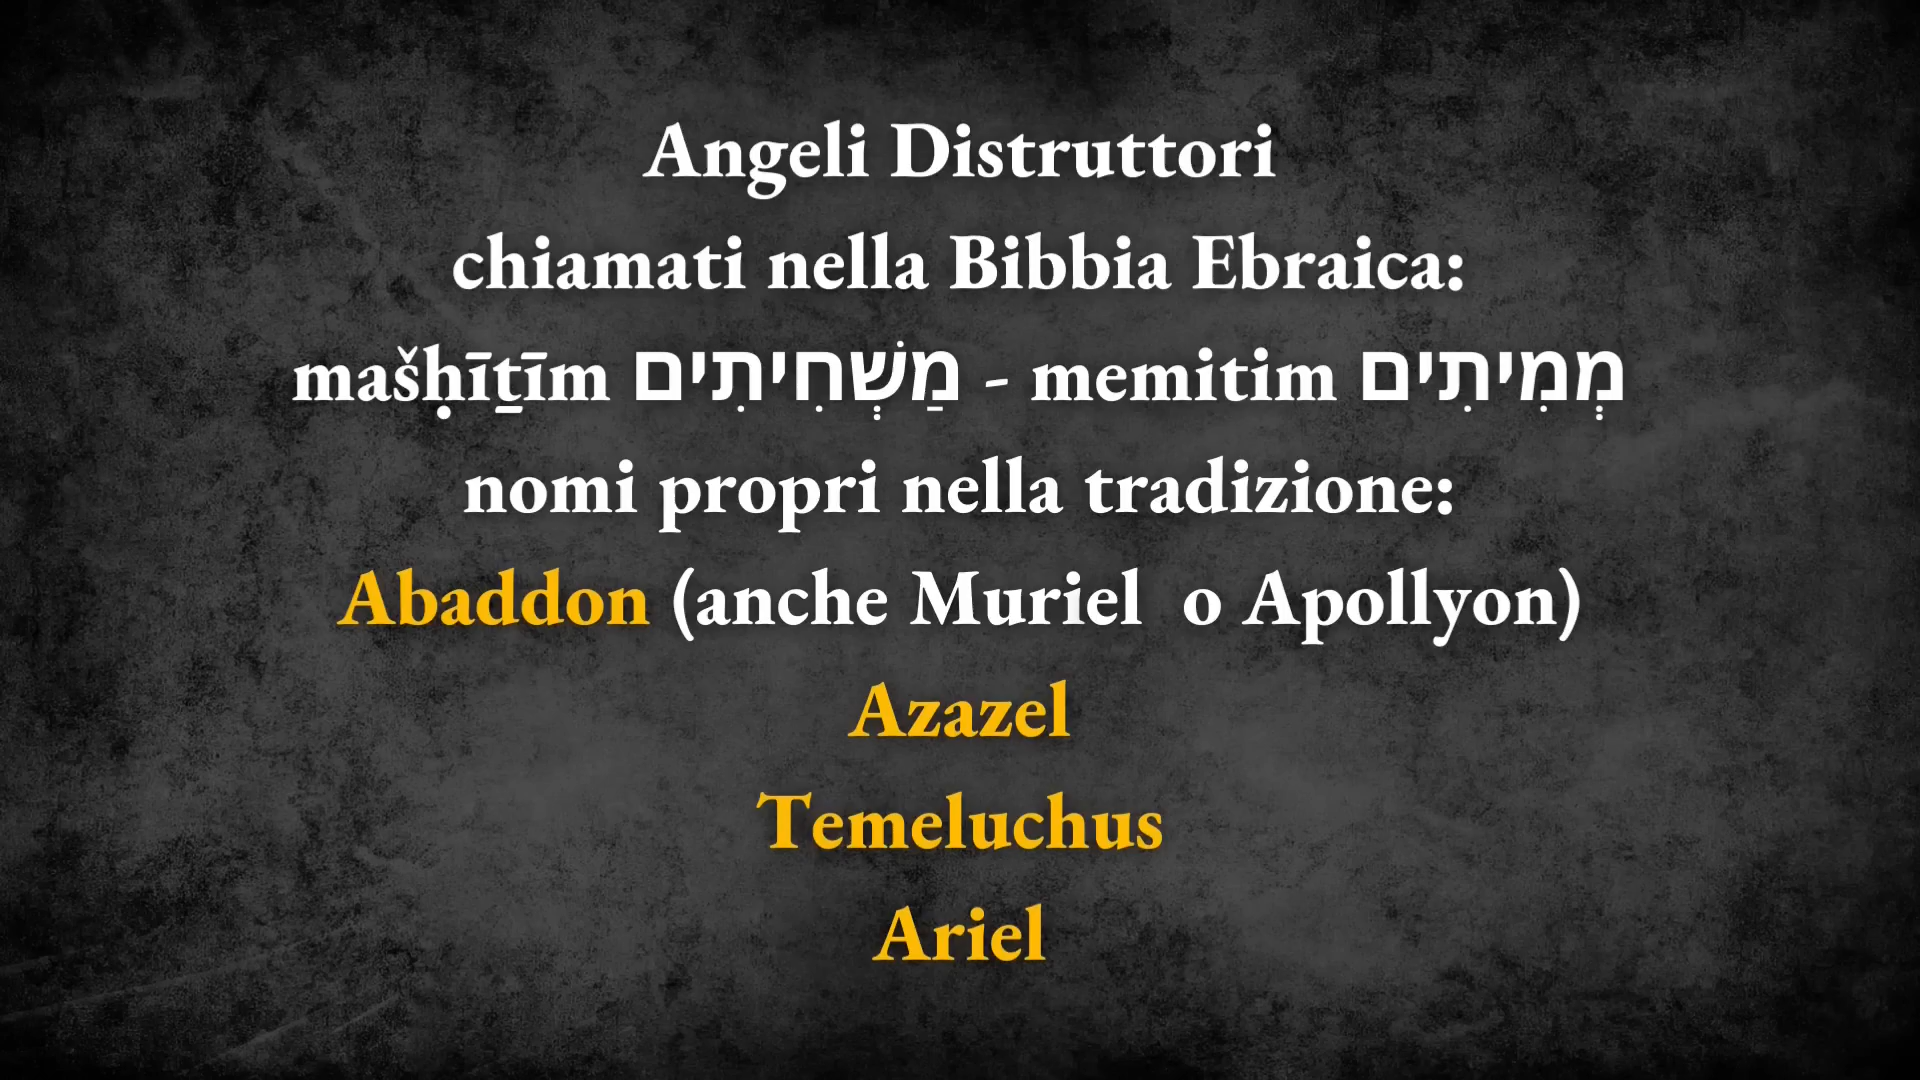 Angeli Distruttori
chiamati nella Bibbia Ebraica:
mašḥīṯīm מַשְׁחִיתִים - memitim מְמִיתִים
nomi propri nella tradizione:
Abaddon (anche Muriel o Apollyon)
Azazel
Temeluchus
Ariel